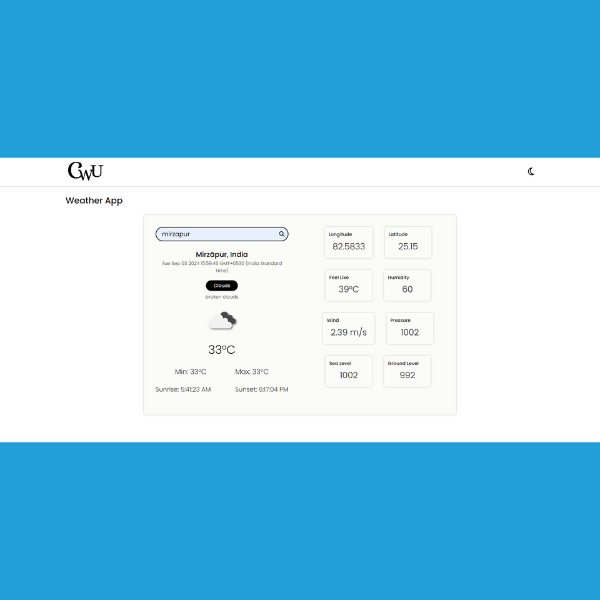 CWU
Weather App
mirzapur
Mirzāpur, India
Tue Sep 03 2024 15:59:40 GMT+0530 (India Standard
time)
Clouds
broken clouds
33°C
Min: 33°C Max: 33°C
Sunrise: 5:41:23 AM Sunset: 6:17:04 PM
Longitude Latitude
82.5833 25.15
Feel Like Humidity
39°C 60
Wind Pressure
2.39 m/s 1002
Sea Level Ground Level
1002 992